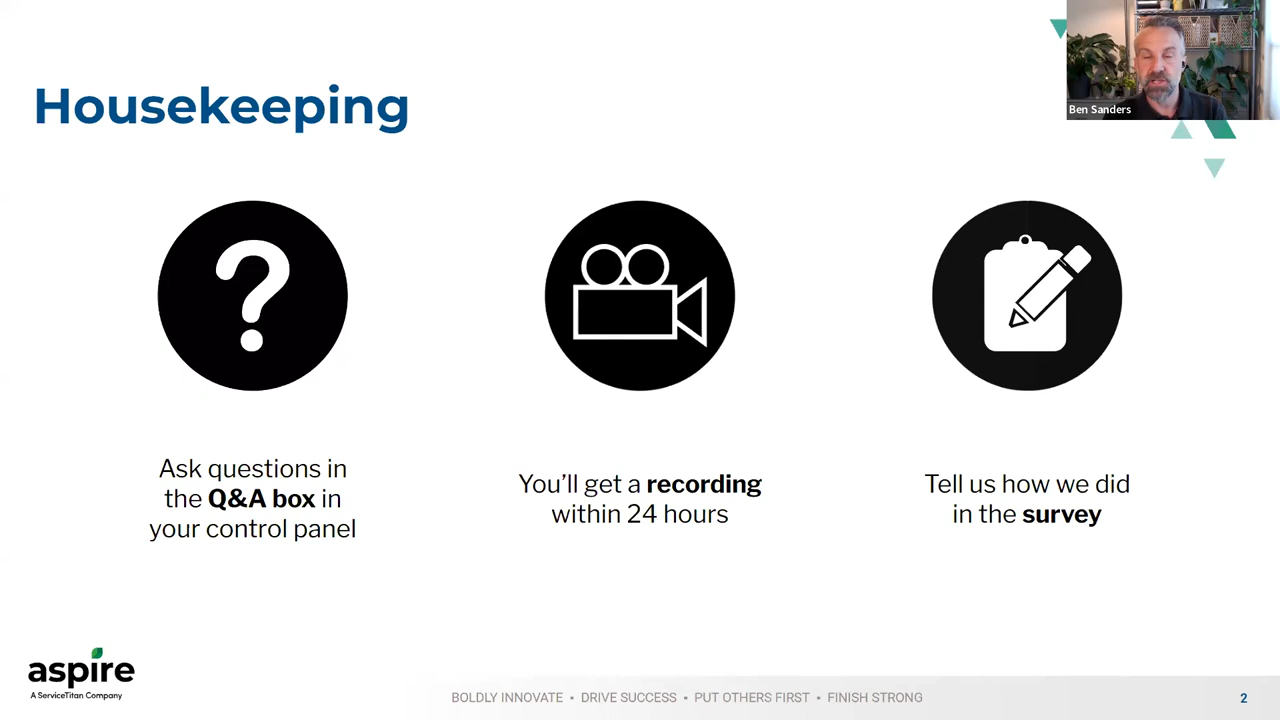 Housekeeping
Ben Sanders
Ask questions in
the Q&A box in
your control panel
You’ll get a recording
within 24 hours
Tell us how we did
in the survey
aspire
A ServiceTitan Company
BOLDLY INNOVATE • DRIVE SUCCESS • PUT OTHERS FIRST • FINISH STRONG
2